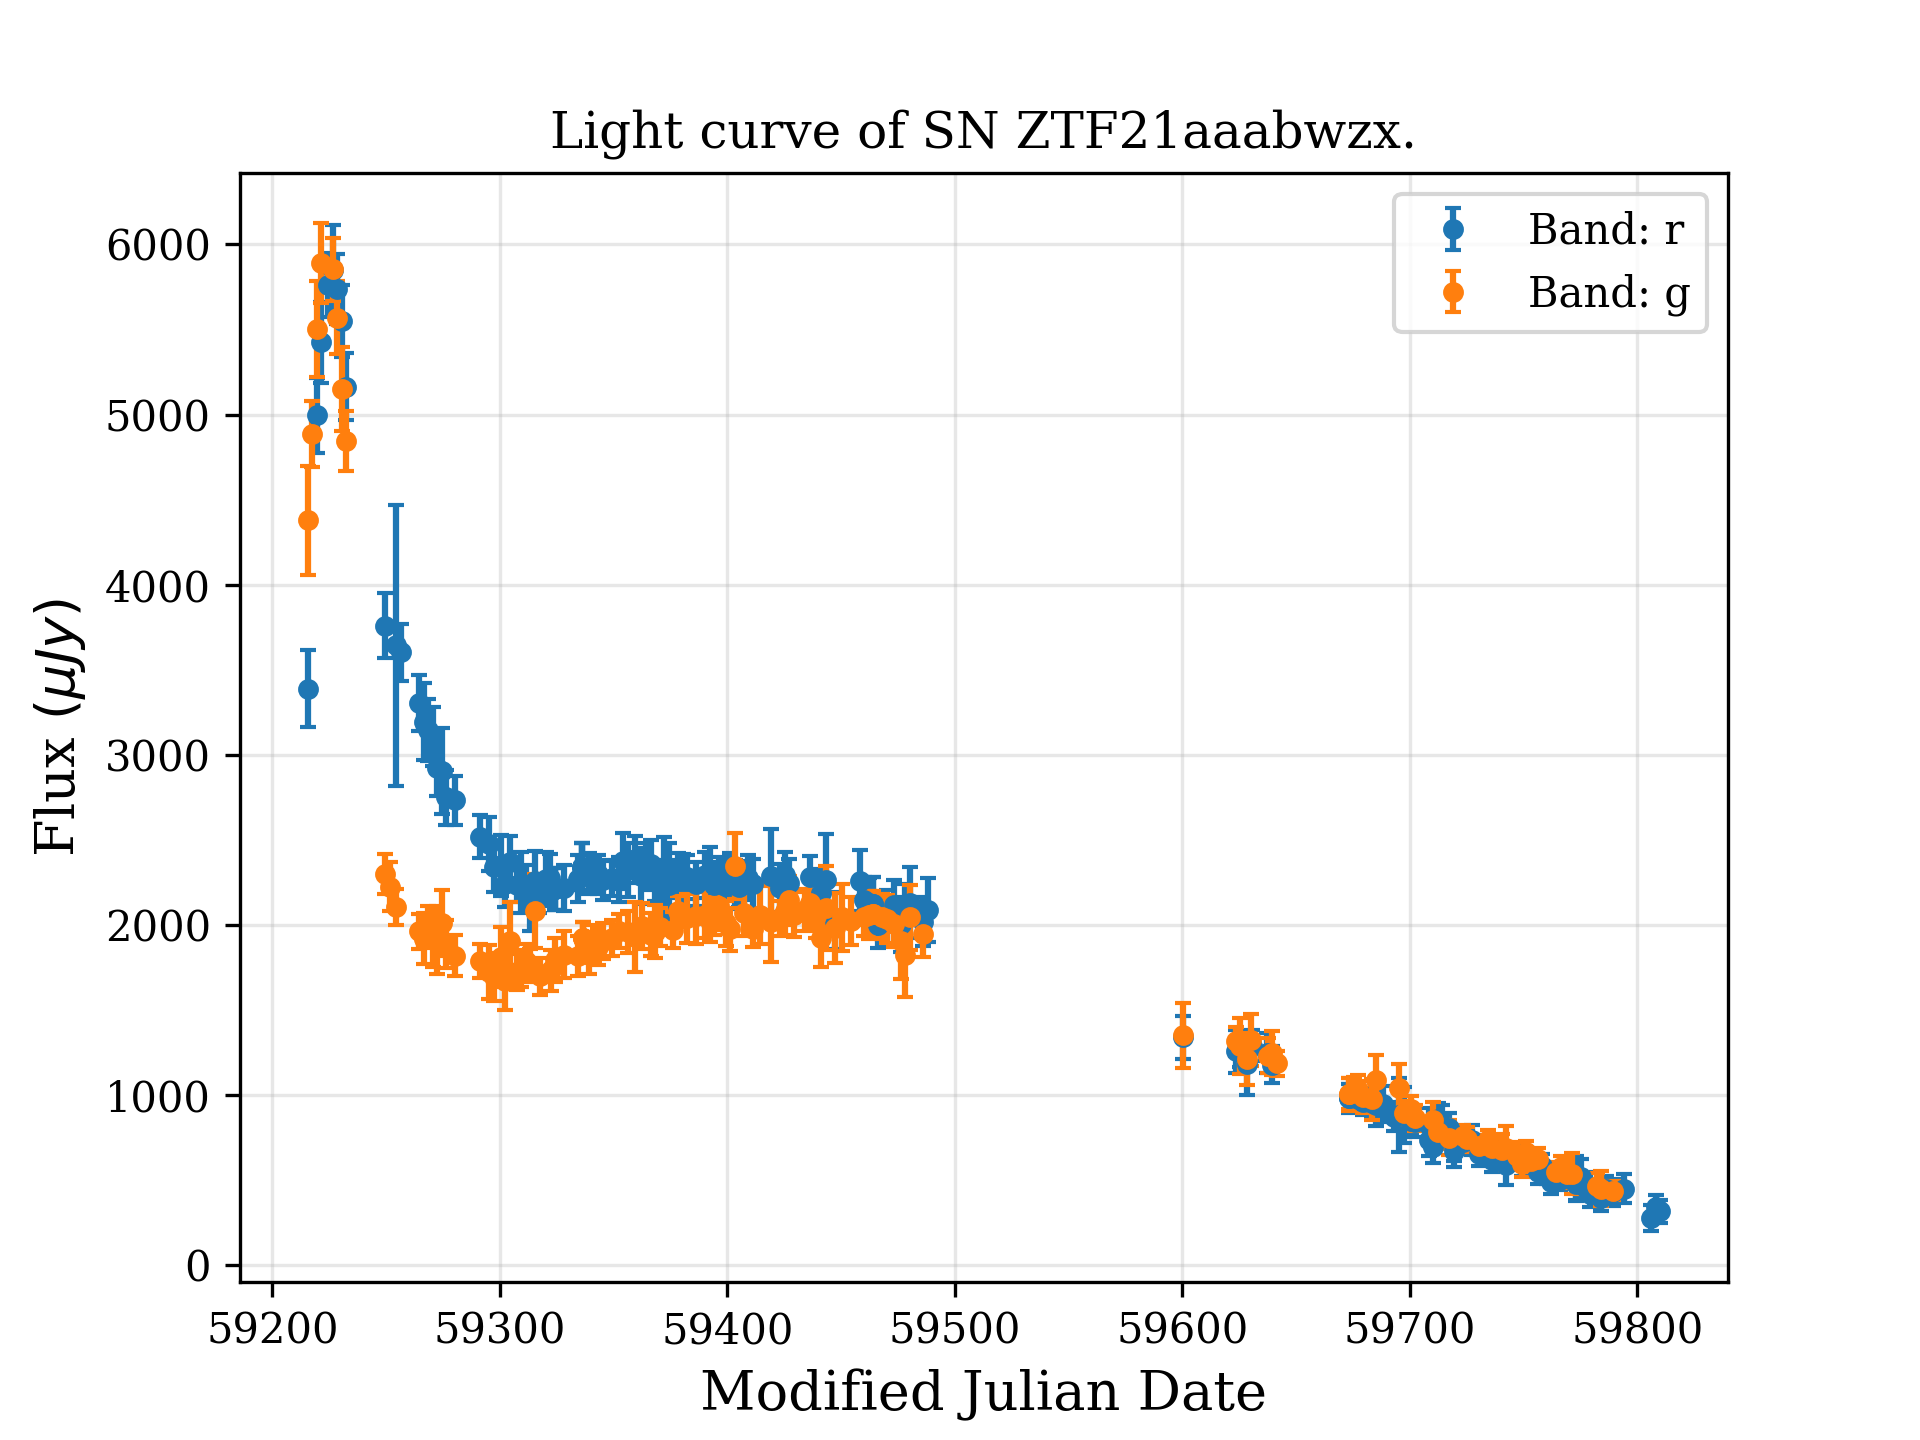 Light curve of SN ZTF21aaabwzx.
Band: r
Band: g
Flux (μJy)
6000
5000
4000
3000
2000
1000
0
59200 59300 59400 59500 59600 59700 59800
Modified Julian Date